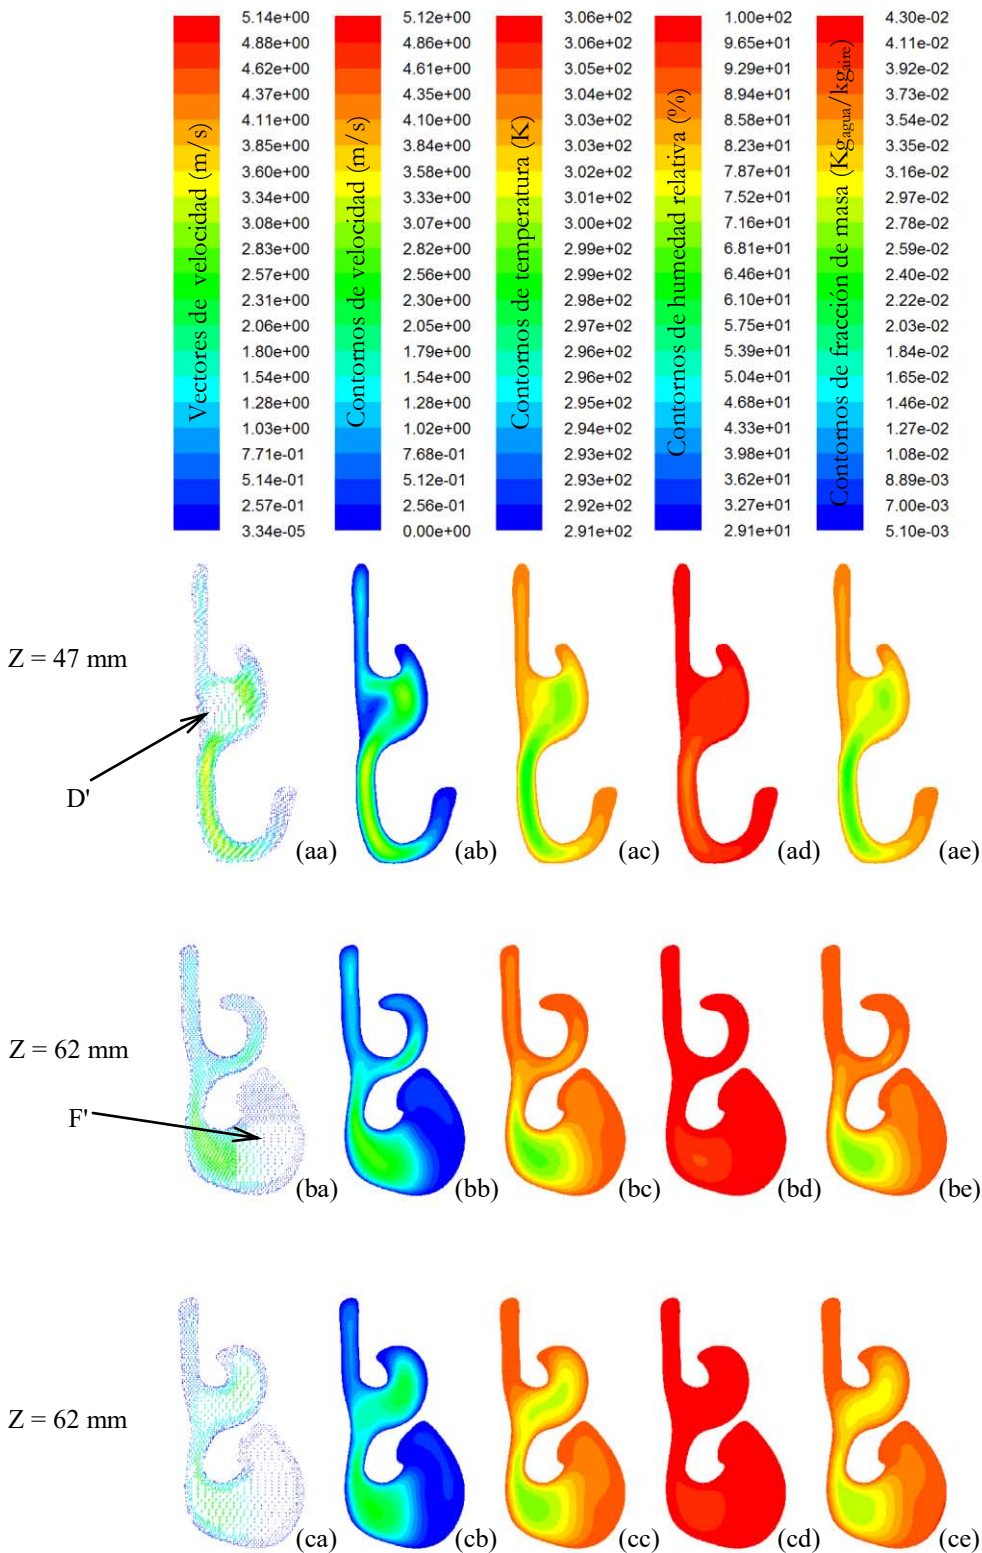 Vectores de velocidad (m/s)
5.14e+00
4.88e+00
4.62e+00
4.37e+00
4.11e+00
3.85e+00
3.60e+00
3.34e+00
3.08e+00
2.83e+00
2.57e+00
2.31e+00
2.06e+00
1.80e+00
1.54e+00
1.28e+00
1.03e+00
7.71e-01
5.14e-01
2.57e-01
3.34e-05
Contornos de velocidad (m/s)
5.12e+00
4.86e+00
4.61e+00
4.35e+00
4.10e+00
3.84e+00
3.58e+00
3.33e+00
3.07e+00
2.82e+00
2.56e+00
2.30e+00
2.05e+00
1.79e+00
1.54e+00
1.28e+00
1.02e+00
7.68e-01
5.12e-01
2.56e-01
0.00e+00
Contornos de temperatura (K)
3.06e+02
3.06e+02
3.05e+02
3.04e+02
3.03e+02
3.03e+02
3.02e+02
3.01e+02
3.00e+02
2.99e+02
2.99e+02
2.98e+02
2.97e+02
2.96e+02
2.96e+02
2.95e+02
2.94e+02
2.93e+02
2.93e+02
2.92e+02
2.91e+02
Contornos de humedad relativa (%)
1.00e+02
9.65e+01
9.29e+01
8.94e+01
8.58e+01
8.23e+01
7.87e+01
7.52e+01
7.16e+01
6.81e+01
6.46e+01
6.10e+01
5.75e+01
5.39e+01
5.04e+01
4.68e+01
4.33e+01
3.98e+01
3.62e+01
3.27e+01
2.91e+01
Contornos de fracción de masa (Kgagua/kgaire)
4.30e-02
4.11e-02
3.92e-02
3.73e-02
3.54e-02
3.35e-02
3.16e-02
2.97e-02
2.78e-02
2.59e-02
2.40e-02
2.22e-02
2.03e-02
1.84e-02
1.65e-02
1.46e-02
1.27e-02
1.08e-02
8.89e-03
7.00e-03
5.10e-03
Z = 47 mm
D'
(aa) (ab) (ac) (ad) (ae)
Z = 62 mm
F'
(ba) (bb) (bc) (bd) (be)
Z = 62 mm
(ca) (cb) (cc) (cd) (ce)